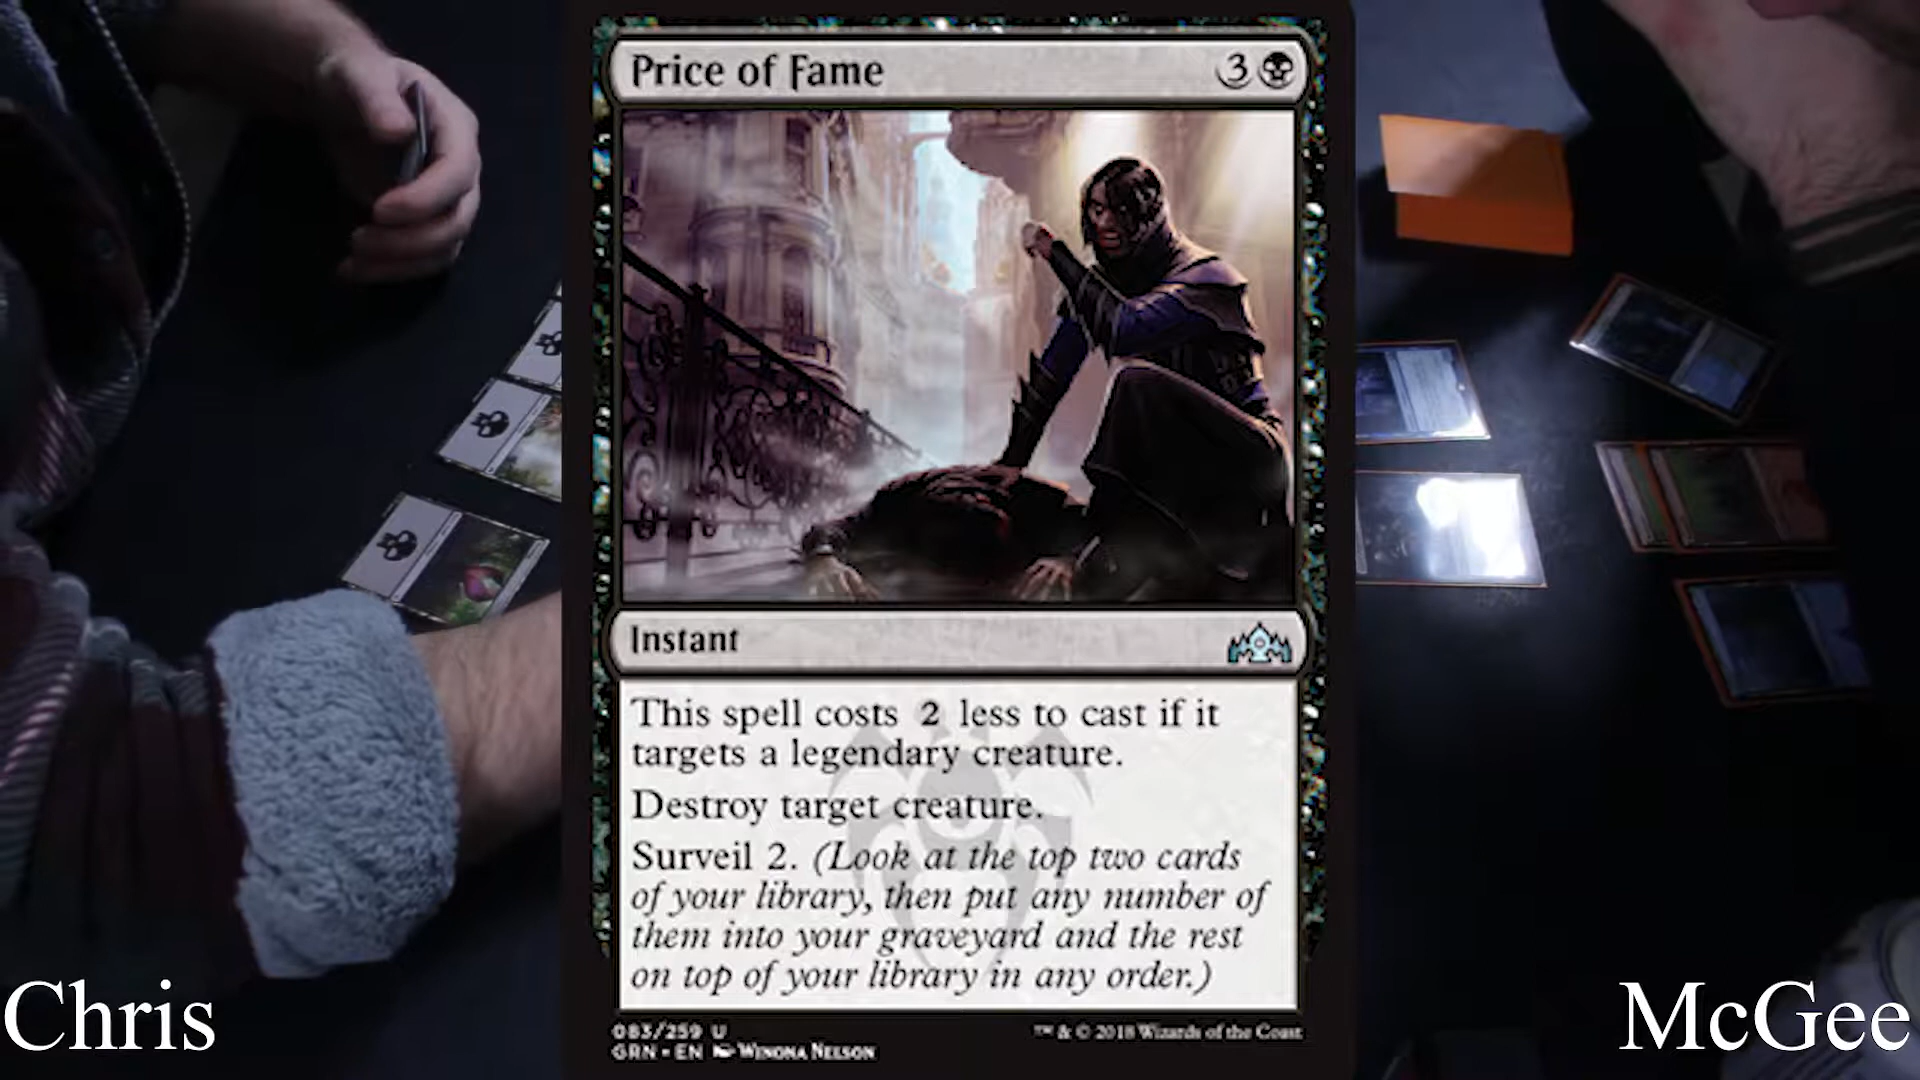 Price of Fame
3
Instant
This spell costs 2 less to cast if it
targets a legendary creature.
Destroy target creature.
Surveil 2. (Look at the top two cards
of your library, then put any number of
them into your graveyard and the rest
on top of your library in any order.)
083/259 U
™ & © 2018 Wizards of the Coast
GRN • EN Winona Nelson
Chris
McGee